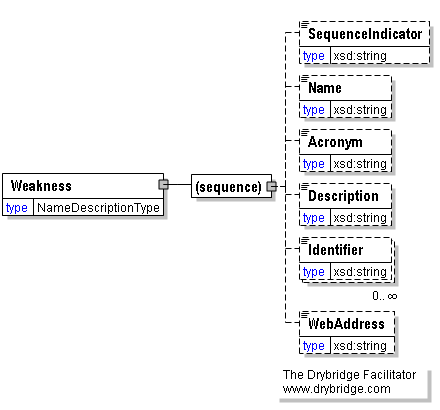 SequenceIndicator
type xsd:string
Name
type xsd:string
Acronym
type xsd:string
Weakness
type NameDescriptionType
(sequence)
Description
type xsd:string
Identifier
type xsd:string
0.. ∞
WebAddress
type xsd:string
The Drybridge Facilitator
www.drybridge.com